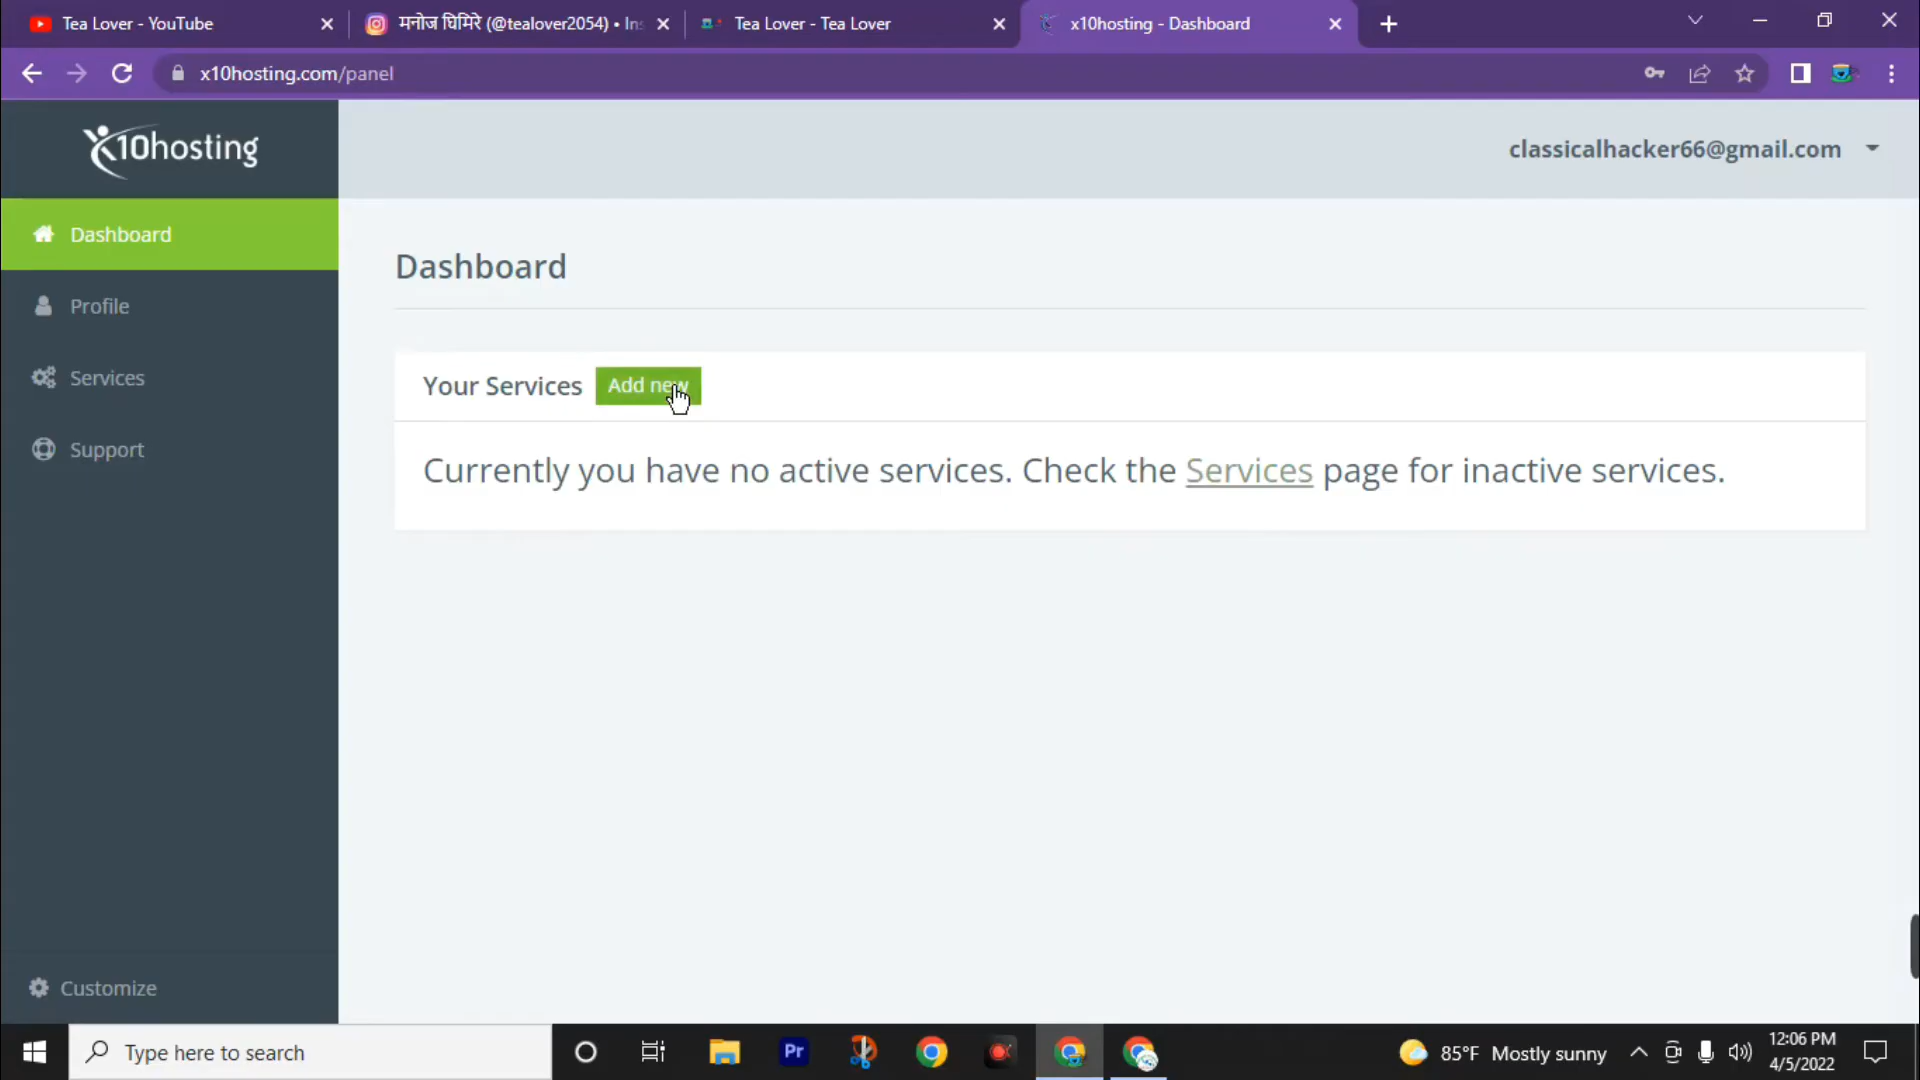 Tea Lover - YouTube
मनोज घिमिरे (@tealover2054) • Ins
Tea Lover - Tea Lover
x10hosting - Dashboard
x10hosting.com/panel
x10hosting
classicalhacker66@gmail.com
Dashboard
Profile
Services
Support
Customize
Dashboard
Your Services
Add new
Currently you have no active services. Check the Services page for inactive services.
Type here to search
Pr
85°F Mostly sunny
12:06 PM
4/5/2022